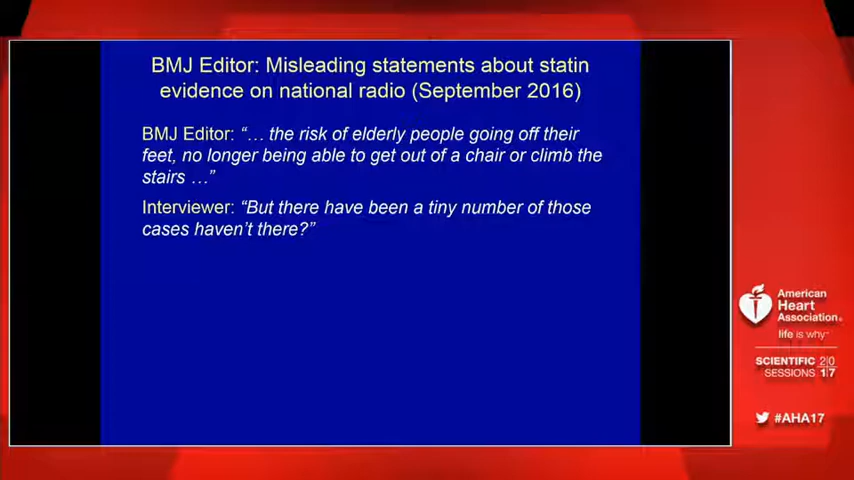 BMJ Editor: Misleading statements about statin
evidence on national radio (September 2016)
BMJ Editor: “… the risk of elderly people going off their
feet, no longer being able to get out of a chair or climb the
stairs …”
Interviewer: “But there have been a tiny number of those
cases haven’t there?”
American
Heart
Association®
life is why™
SCIENTIFIC 20
SESSIONS 17
#AHA17